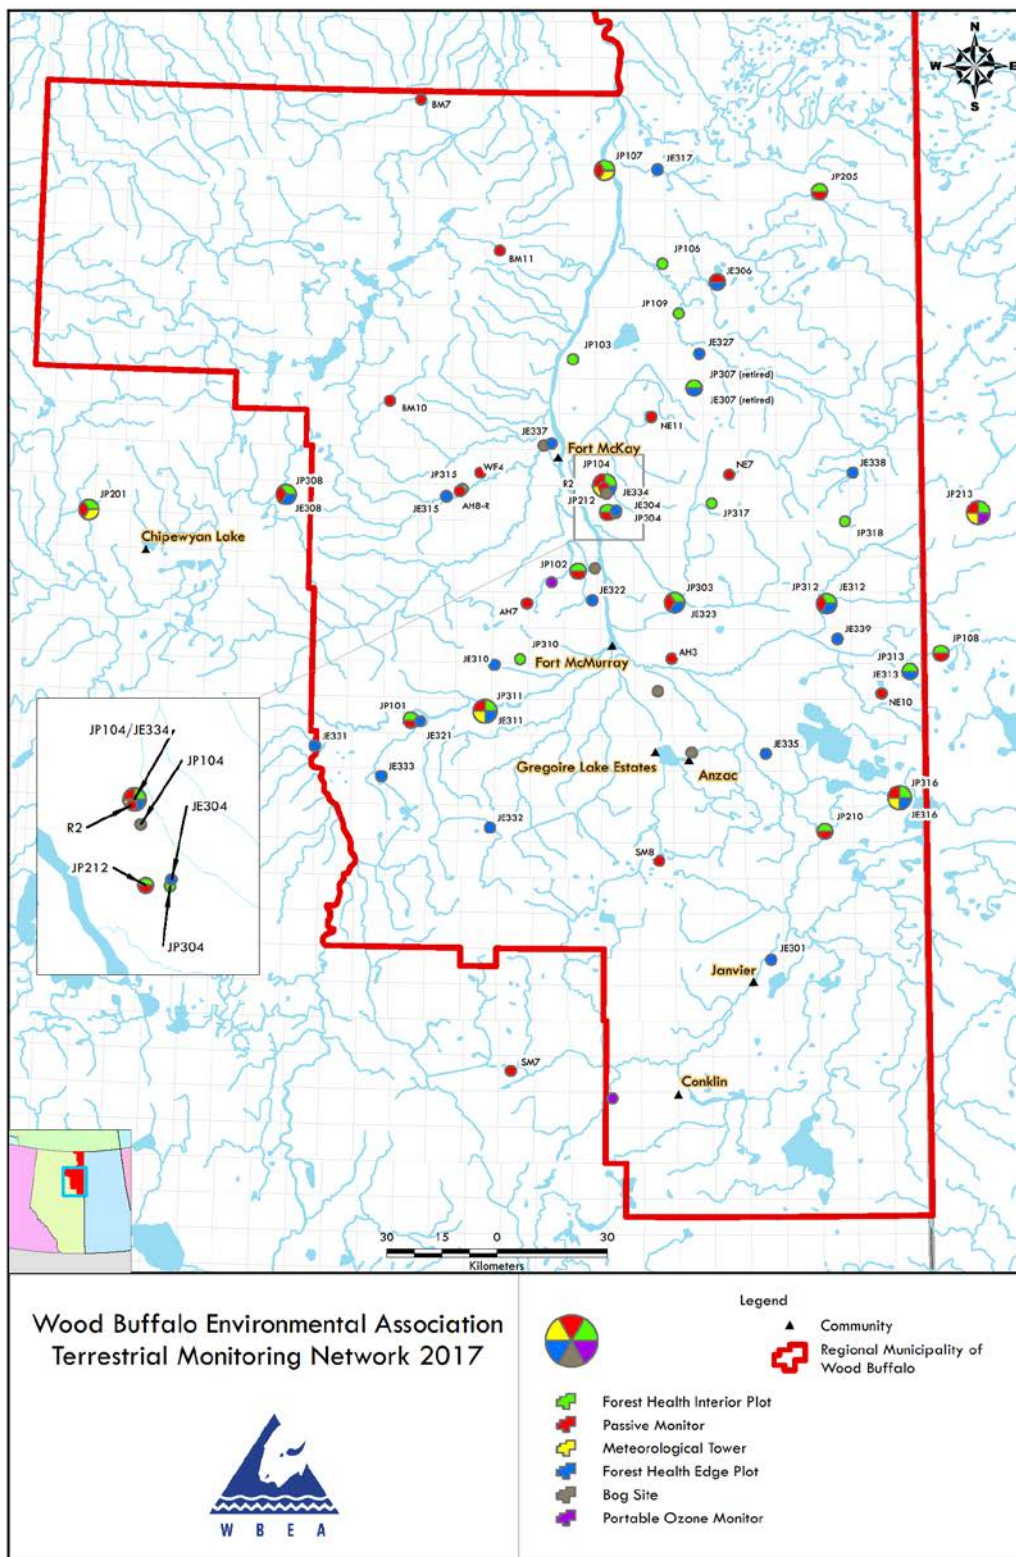 N
W E
S
BM7
JP107
JE317
JP205
BM11
JP106
JE306
JP109
JP103
JE327
JP307 (retired)
JE307 (retired)
BM10
NE11
JE337
Fort McKay
JP315
WF4
JP104
NE7
JE338
JP308
R2
JE334
JP201
JE315
AH8-R
JP212
JE304
JP213
JE308
JP304
JP317
JP318
Chipewyan Lake
JP102
JE322
JP303
JP312
JE312
AH7
JE323
JE339
JP310
JE310
Fort McMurray
AH3
JP108
JP313
JE313
JP311
NE10
JP101
JE311
JP104/JE334
JE321
JE331
JP104
JE335
Gregoire Lake Estates
Anzac
JE333
JP316
JE304
R2
JE316
JE332
JP210
SM8
JP212
JP304
JE301
Janvier
SM7
Conklin
30 15 0 30
Kilometers
Wood Buffalo Environmental Association
Terrestrial Monitoring Network 2017
W B E A
Legend
Community
Regional Municipality of
Wood Buffalo
Forest Health Interior Plot
Passive Monitor
Meteorological Tower
Forest Health Edge Plot
Bog Site
Portable Ozone Monitor